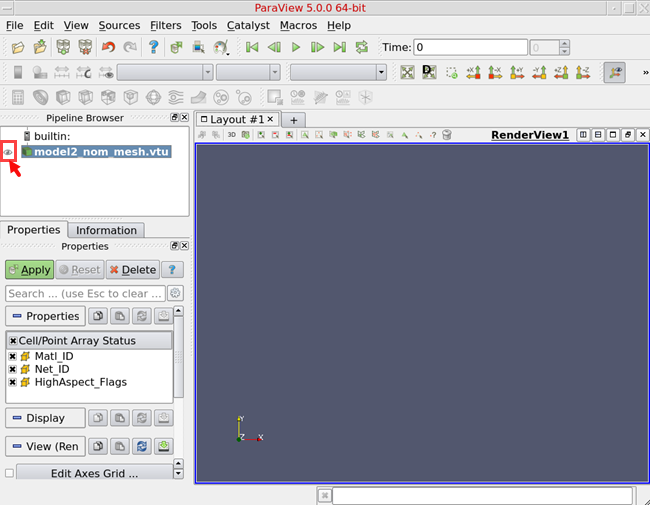 ParaView 5.0.0 64-bit
File Edit View Sources Filters Tools Catalyst Macros Help
Time: 0 0
D +X -X +Y -Y +Z -Z »
Pipeline Browser
builtin:
model2_nom_mesh.vtu
Properties Information
Properties
Apply Reset Delete ?
Search ... (use Esc to clear ...
Properties
Cell/Point Array Status
Matl_ID
Net_ID
HighAspect_Flags
Display
View (Ren
Edit Axes Grid ...
Layout #1 +
3D RenderView1
Y
Z X